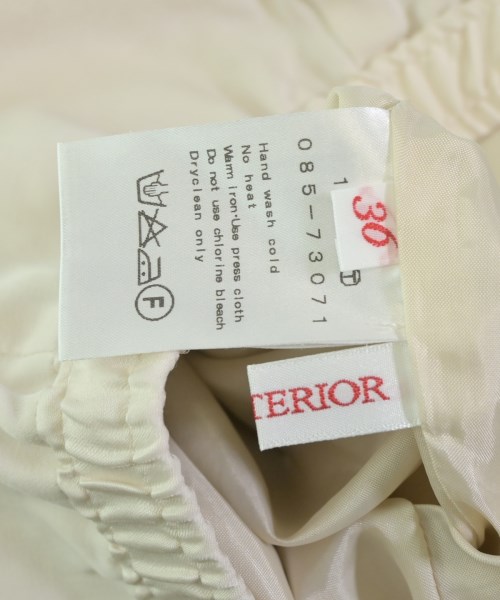 085-73071
Hand wash cold
No heat
Warm iron·Use press cloth
Do not use chlorine bleach
Dryclean only
F
36
TERIOR